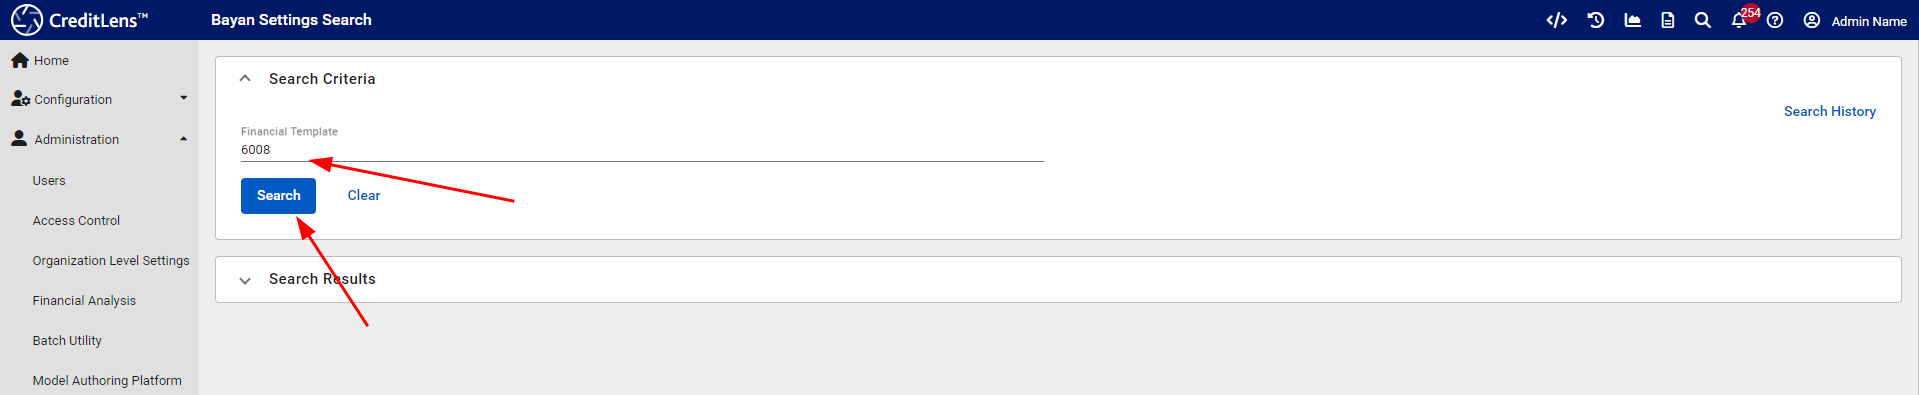 CreditLens™
Bayan Settings Search
254
Admin Name
Home
Configuration
Administration
Users
Access Control
Organization Level Settings
Financial Analysis
Batch Utility
Model Authoring Platform
Search Criteria
Search History
Financial Template
6008
Search
Clear
Search Results